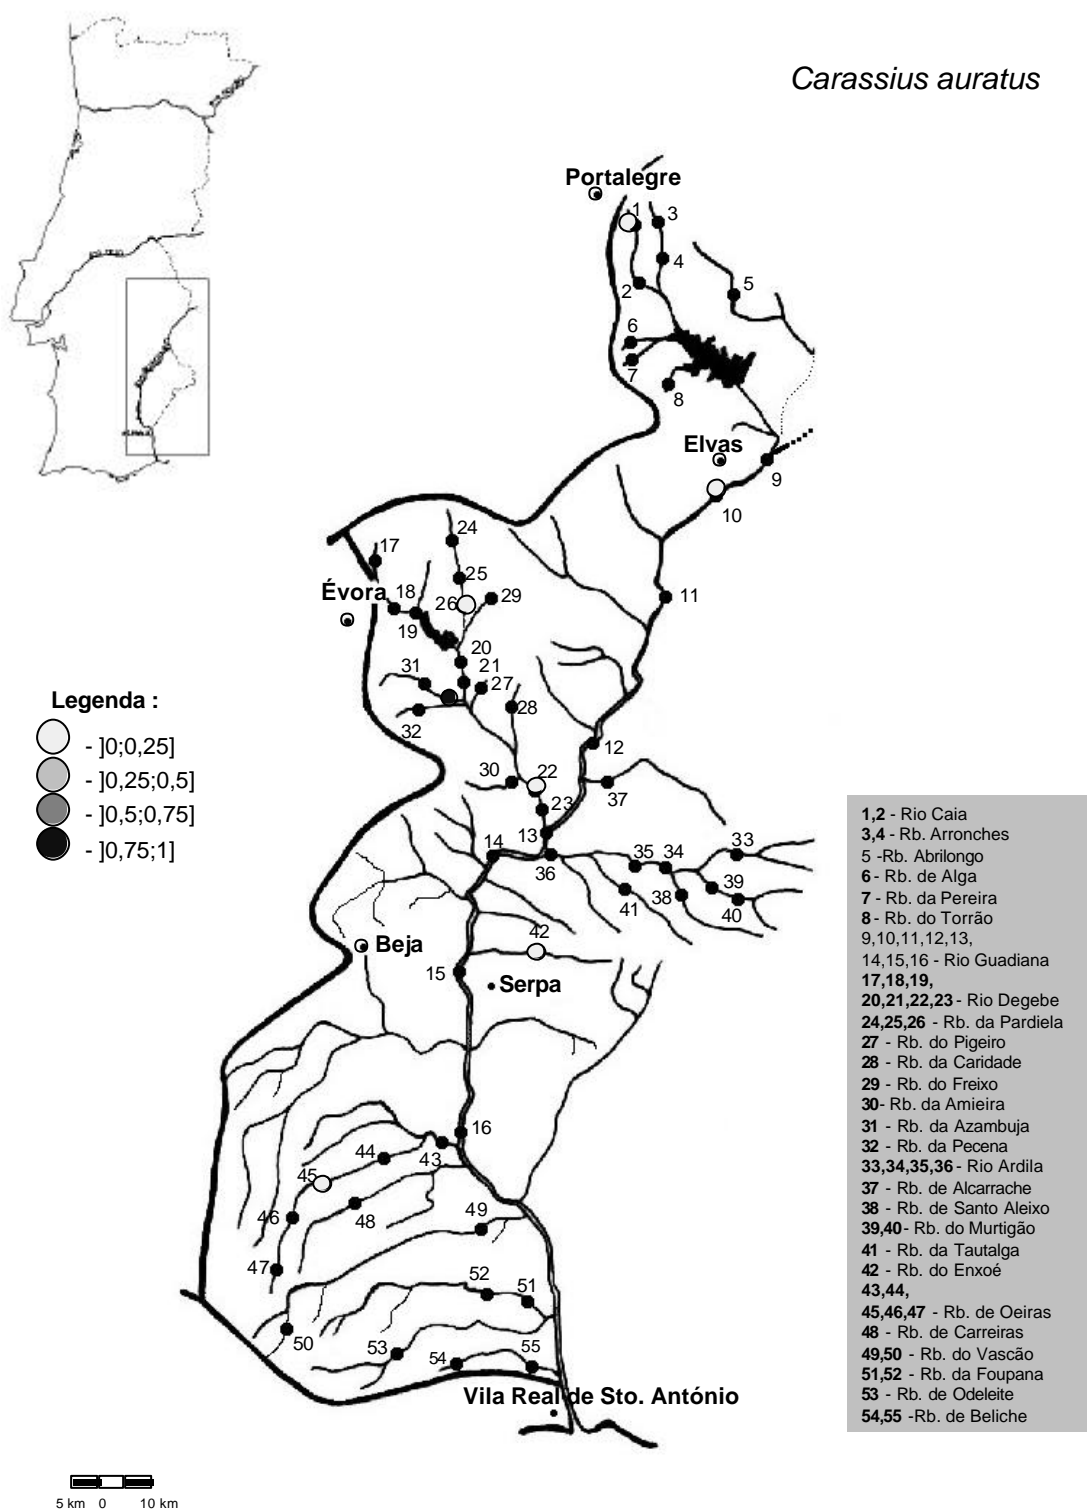 Carassius auratus
Portalegre
1
3
4
2
5
6
7
8
Elvas
9
10
24
17
25
Évora
18
26
29
11
19
20
31
21
27
28
32
Legenda :
- ]0;0,25]
- ]0,25;0,5]
- ]0,5;0,75]
- ]0,75;1]
12
30
22
37
23
13
14
36
35
34
33
41
38
39
40
42
Beja
15
Serpa
16
43
44
45
46
48
49
47
52
51
50
53
54
55
Vila Real de Sto. António
5 km 0 10 km
1,2 - Rio Caia
3,4 - Rb. Arronches
5 -Rb. Abrilongo
6 - Rb. de Alga
7 - Rb. da Pereira
8 - Rb. do Torrão
9,10,11,12,13,
14,15,16 - Rio Guadiana
17,18,19,
20,21,22,23 - Rio Degebe
24,25,26 - Rb. da Pardiela
27 - Rb. do Pigeiro
28 - Rb. da Caridade
29 - Rb. do Freixo
30- Rb. da Amieira
31 - Rb. da Azambuja
32 - Rb. da Pecena
33,34,35,36 - Rio Ardila
37 - Rb. de Alcarrache
38 - Rb. de Santo Aleixo
39,40 - Rb. do Murtigão
41 - Rb. da Tautalga
42 - Rb. do Enxoé
43,44,
45,46,47 - Rb. de Oeiras
48 - Rb. de Carreiras
49,50 - Rb. do Vascão
51,52 - Rb. da Foupana
53 - Rb. de Odeleite
54,55 -Rb. de Beliche